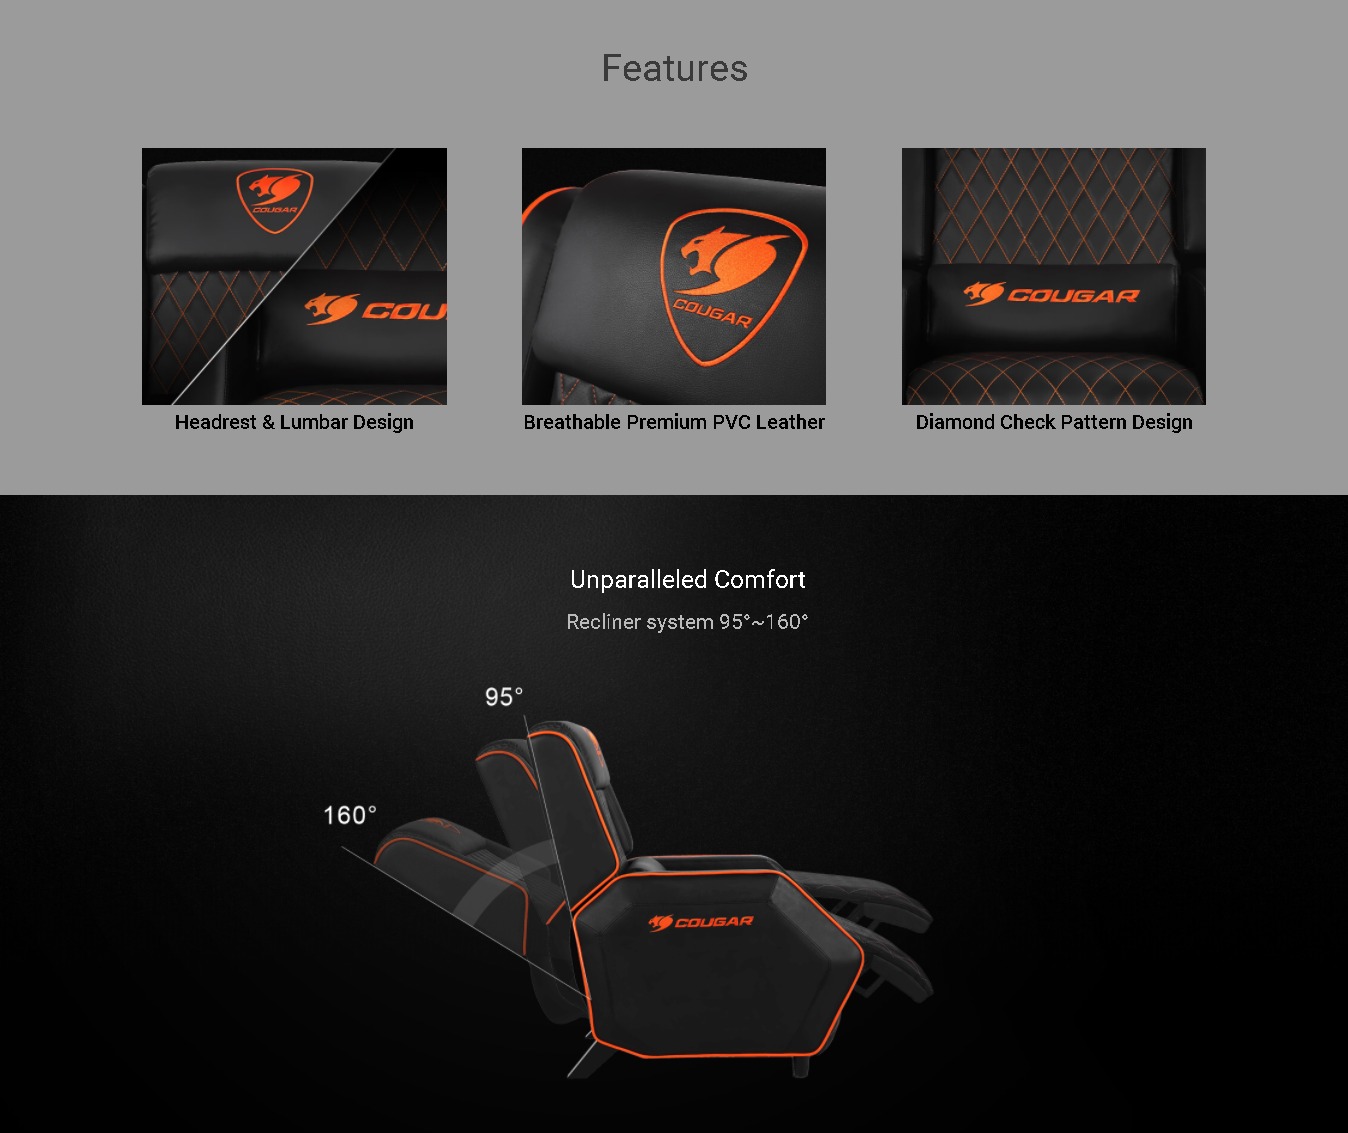 Features
COUGAR
COU
COUGAR
COUGAR
Headrest & Lumbar Design
Breathable Premium PVC Leather
Diamond Check Pattern Design
Unparalleled Comfort
Recliner system 95°~160°
95°
160°
COUGAR